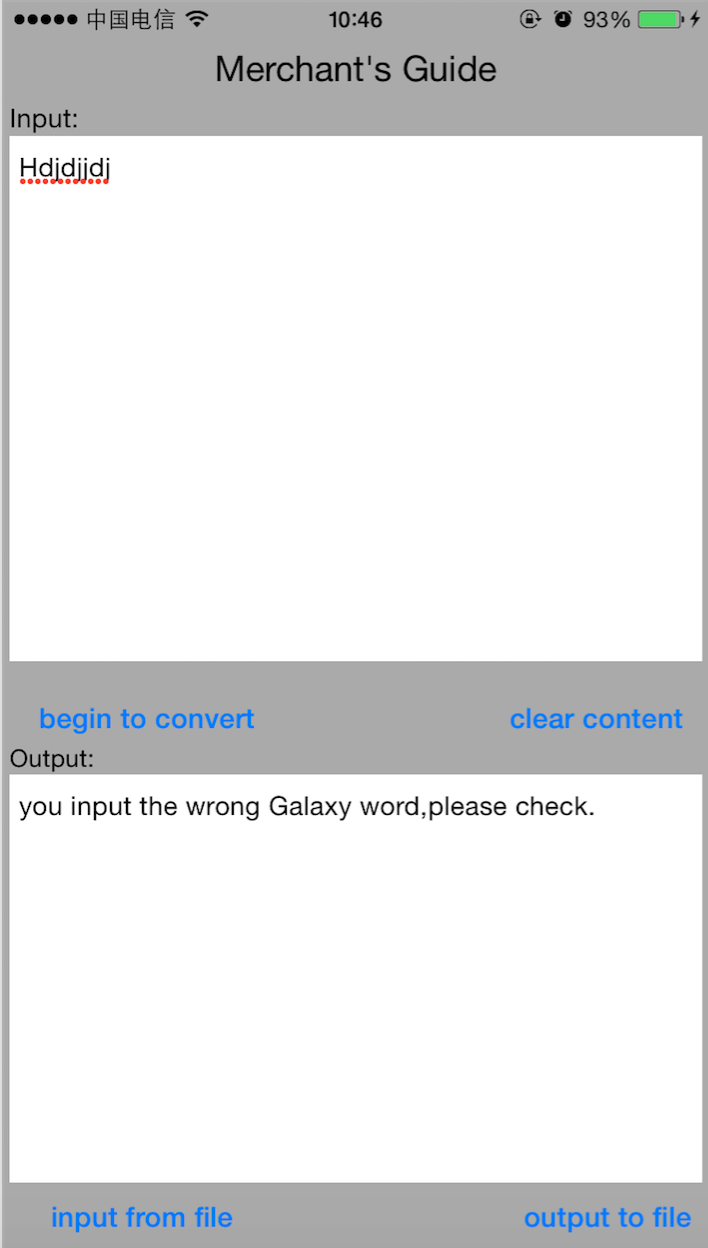 中国电信 10:46 93%
Merchant's Guide
Input:
Hdjdjjdj
begin to convert clear content
Output:
you input the wrong Galaxy word,please check.
input from file output to file